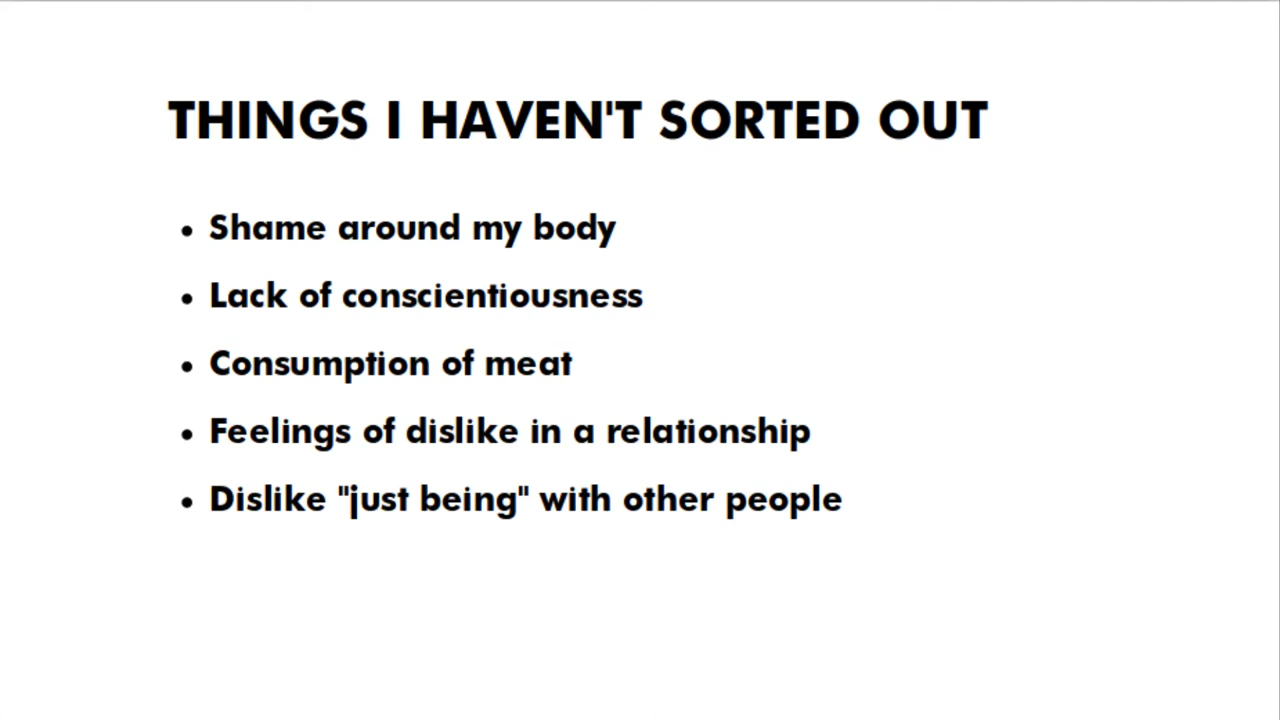 THINGS I HAVEN'T SORTED OUT
• Shame around my body
• Lack of conscientiousness
• Consumption of meat
• Feelings of dislike in a relationship
• Dislike "just being" with other people